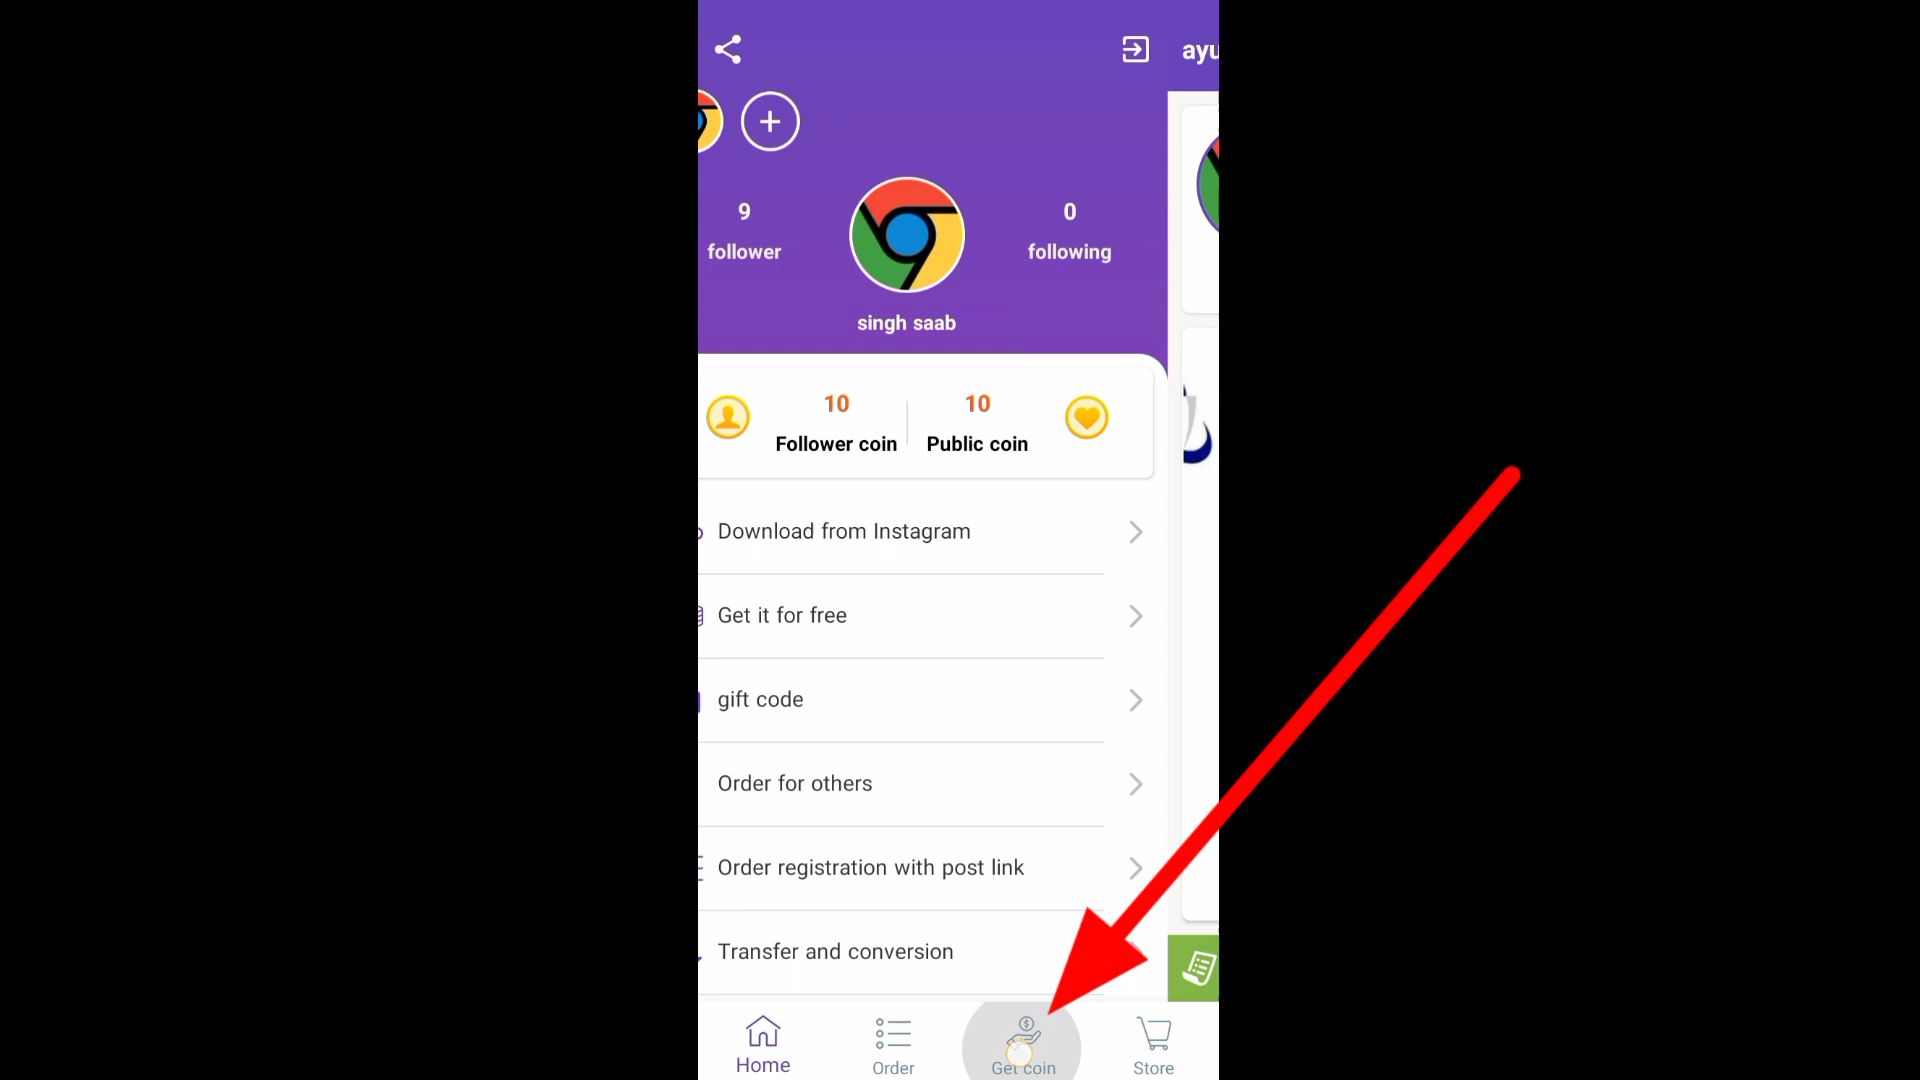 ayu
9
0
follower
following
singh saab
10
10
Follower coin
Public coin
Download from Instagram
Get it for free
gift code
Order for others
Order registration with post link
Transfer and conversion
Home
Order
Get coin
Store